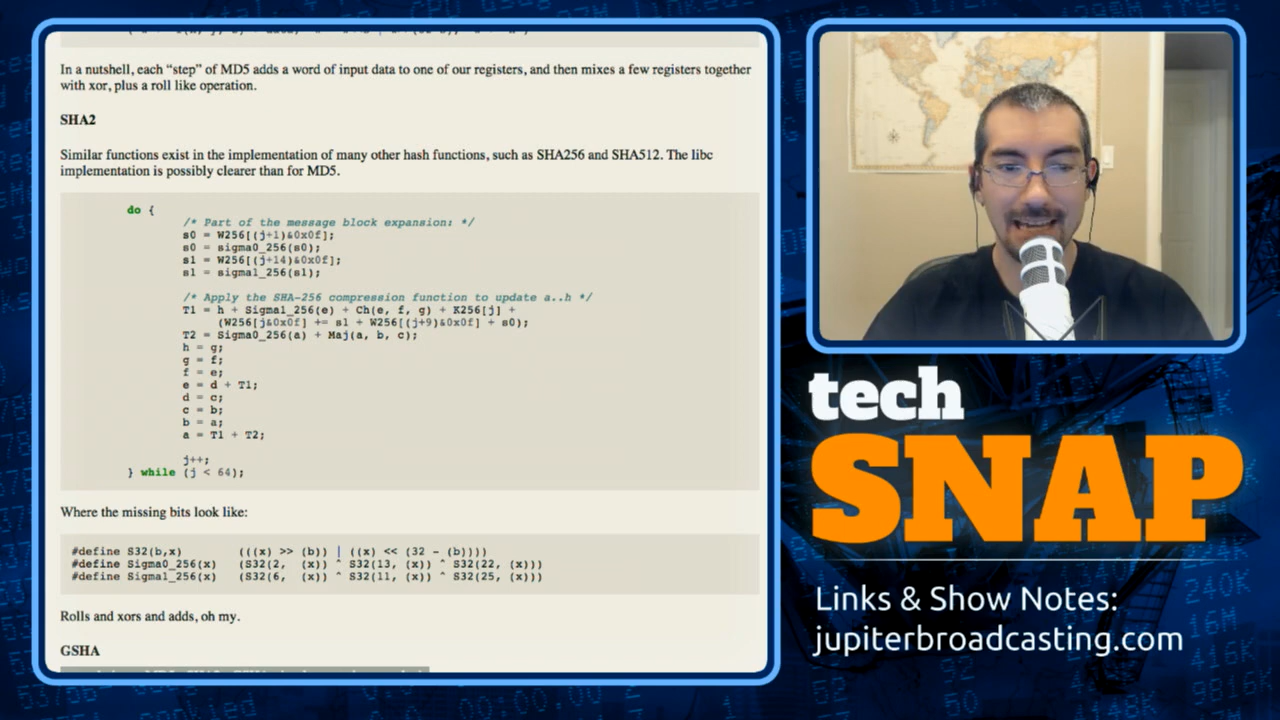 In a nutshell, each “step” of MD5 adds a word of input data to one of our registers, and then mixes a few registers together
with xor, plus a roll like operation.
SHA2
Similar functions exist in the implementation of many other hash functions, such as SHA256 and SHA512. The libc
implementation is possibly clearer than for MD5.
do {
/* Part of the message block expansion: */
s0 = W256[(j+1)&0x0f];
s0 = sigma0_256(s0);
s1 = W256[(j+14)&0x0f];
s1 = sigma1_256(s1);
/* Apply the SHA-256 compression function to update a..h */
T1 = h + Sigma1_256(e) + Ch(e, f, g) + K256[j] +
(W256[j&0x0f] += s1 + W256[(j+9)&0x0f] + s0);
T2 = Sigma0_256(a) + Maj(a, b, c);
h = g;
g = f;
f = e;
e = d + T1;
d = c;
c = b;
b = a;
a = T1 + T2;
j++;
} while (j < 64);
Where the missing bits look like:
#define S32(b,x) (((x) >> (b)) | ((x) << (32 - (b))))
#define Sigma0_256(x) (S32(2, (x)) ^ S32(13, (x)) ^ S32(22, (x)))
#define Sigma1_256(x) (S32(6, (x)) ^ S32(11, (x)) ^ S32(25, (x)))
Rolls and xors and adds, oh my.
GSHA
tech
SNAP
Links & Show Notes:
jupiterbroadcasting.com